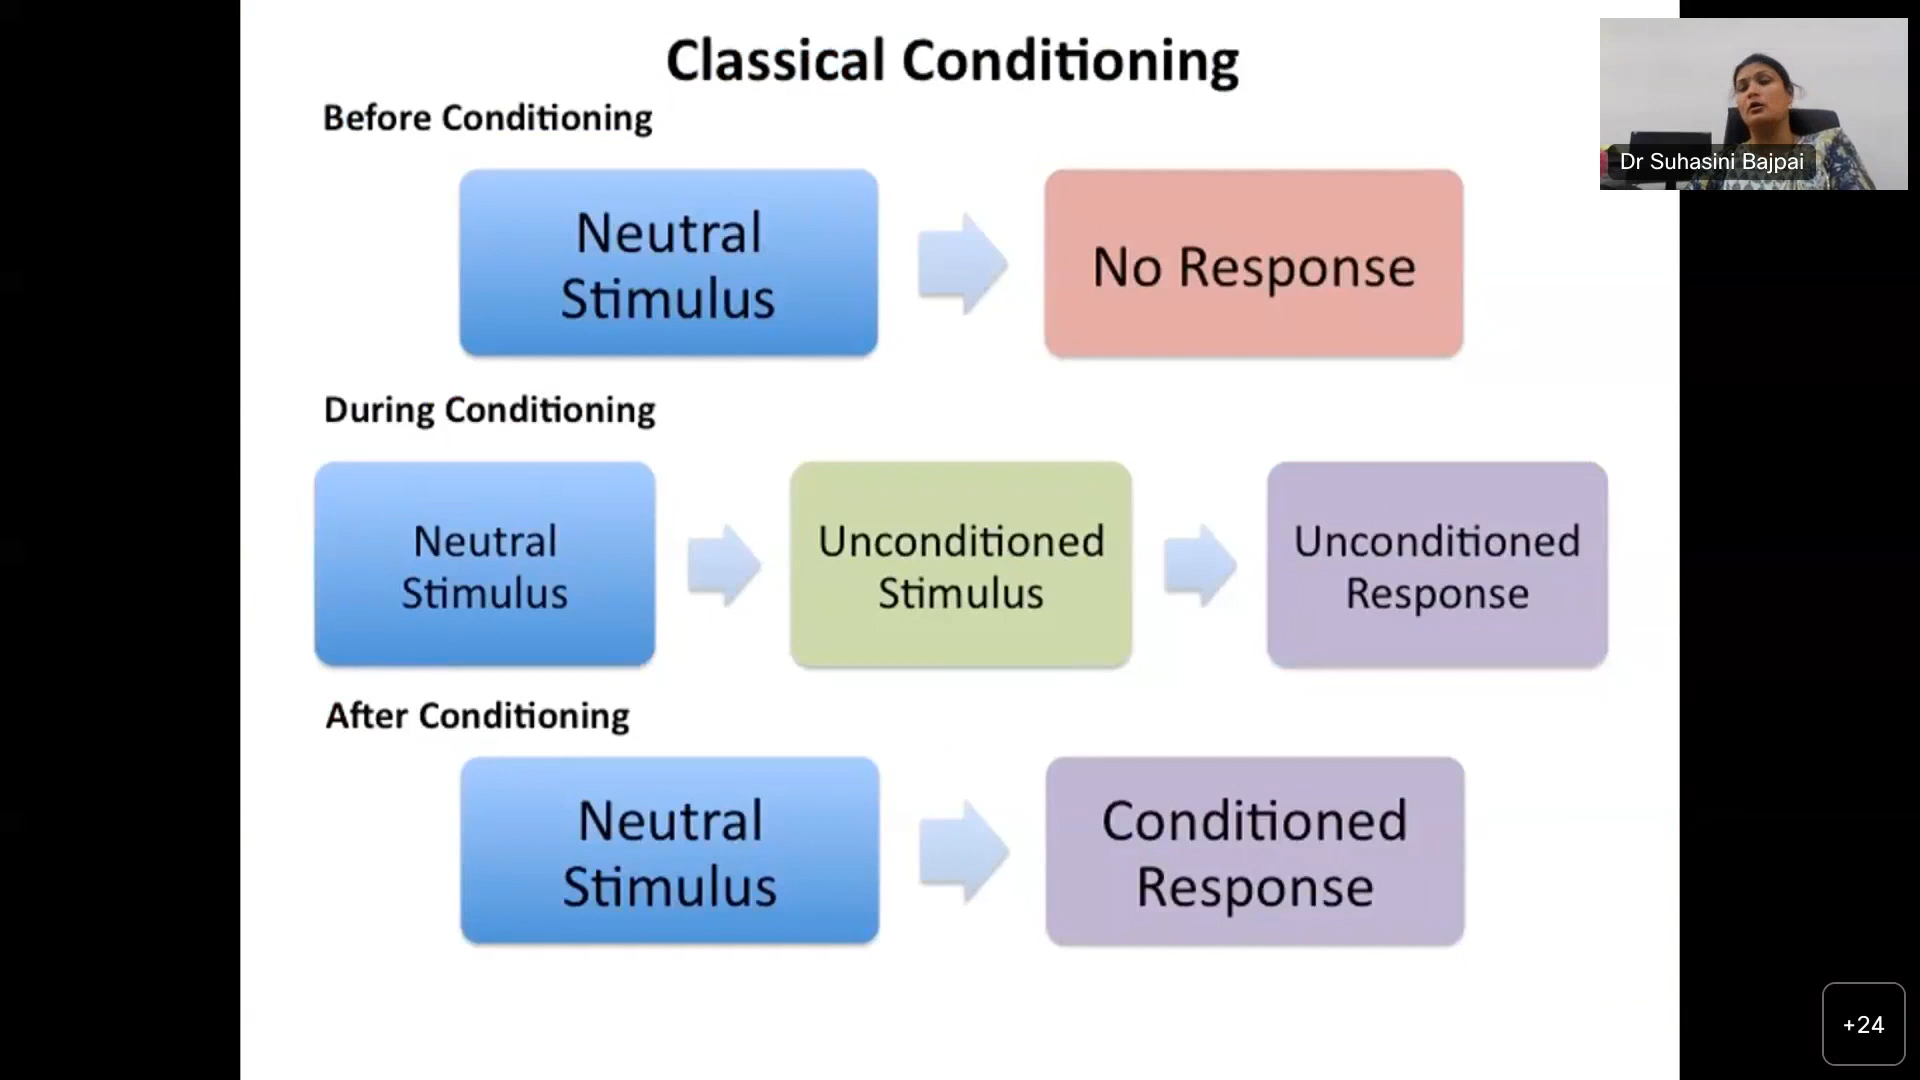 Classical Conditioning
Before Conditioning
Neutral
Stimulus
No Response
During Conditioning
Neutral
Stimulus
Unconditioned
Stimulus
Unconditioned
Response
After Conditioning
Neutral
Stimulus
Conditioned
Response
Dr Suhasini Bajpai
+24